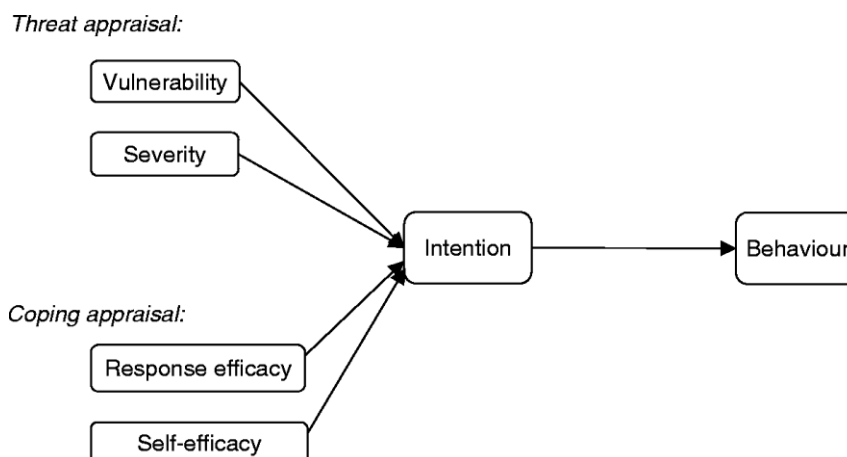 Threat appraisal:
Vulnerability
Severity
Intention
Behaviour
Coping appraisal:
Response efficacy
Self-efficacy